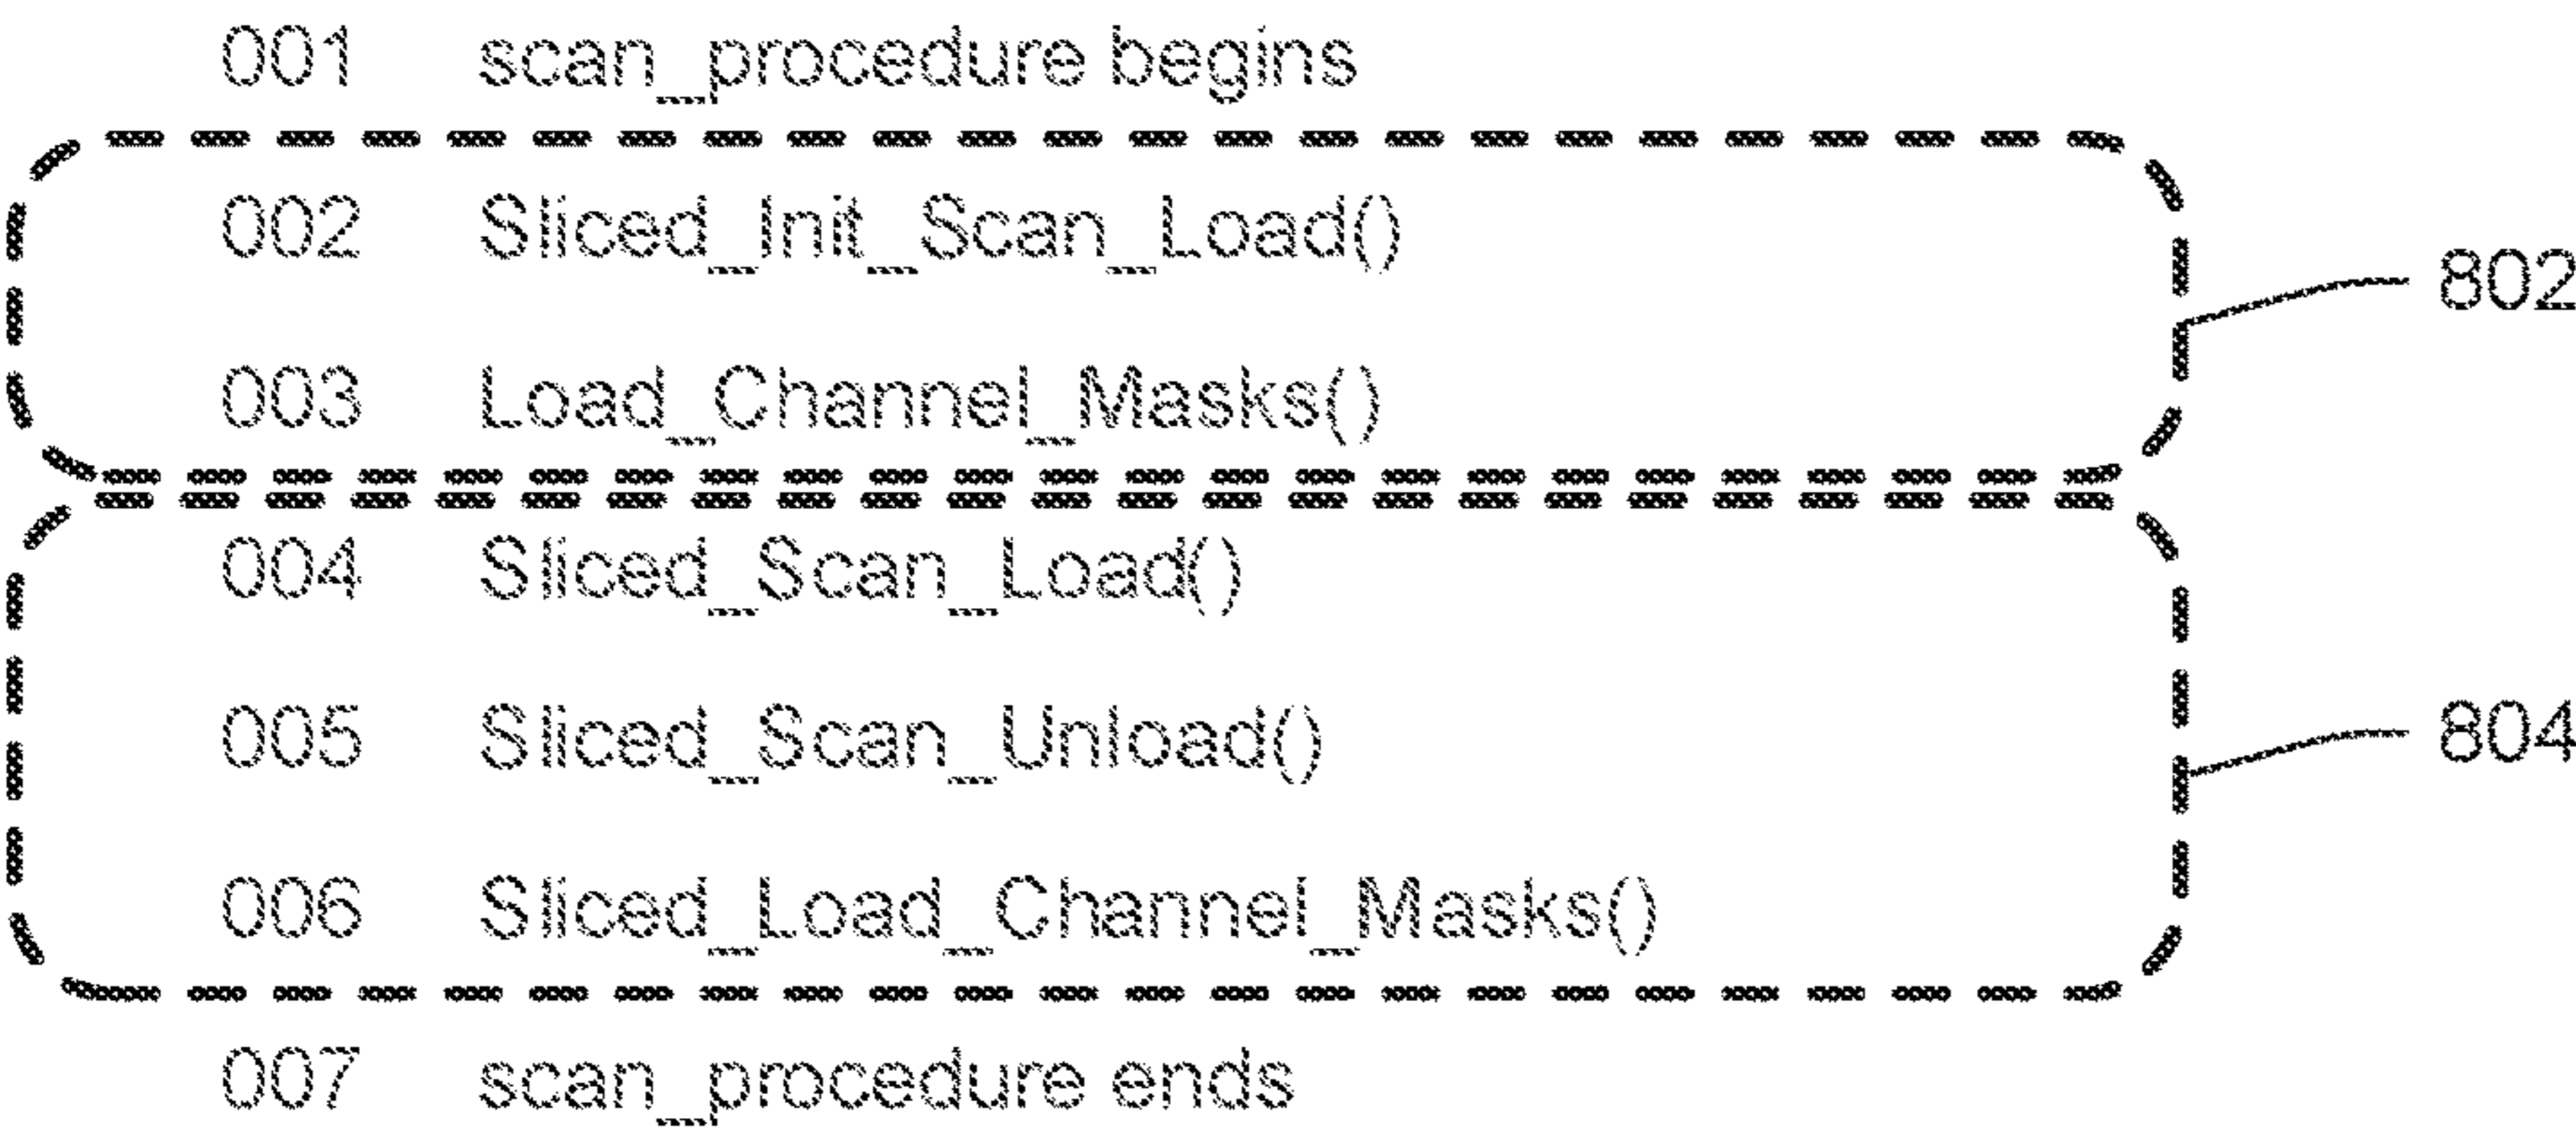 001 scan_procedure begins
002 Sliced_Init_Scan_Load()
802
003 Load_Channel_Masks()
004 Sliced_Scan_Load()
005 Sliced_Scan_Unload()
804
006 Sliced_Load_Channel_Masks()
007 scan_procedure ends